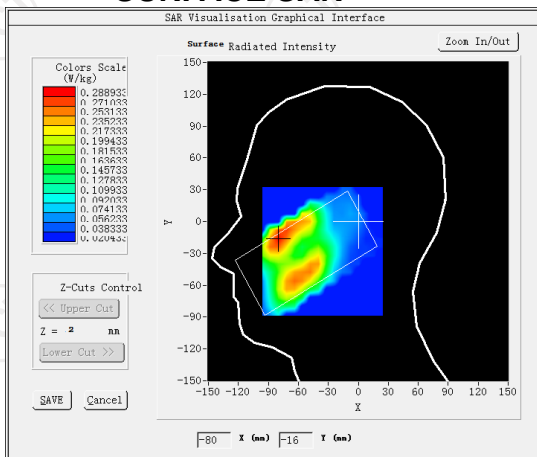 SAR Visualisation Graphical Interface
Surface Radiated Intensity
Zoom In/Out
Colors Scale
(W/kg)
0.288933
0.271033
0.253133
0.235233
0.217333
0.199433
0.181533
0.163633
0.145733
0.127833
0.109933
0.092033
0.074133
0.056233
0.038333
0.020433
150
120
90
60
30
0
-30
-60
-90
-120
-150
Y
-150 -120 -90 -60 -30 0 30 60 90 120 150
X
Z-Cuts Control
<< Upper Cut
Z = 2 mm
Lower Cut >>
SAVE Cancel
-80 X (mm) -16 Y (mm)